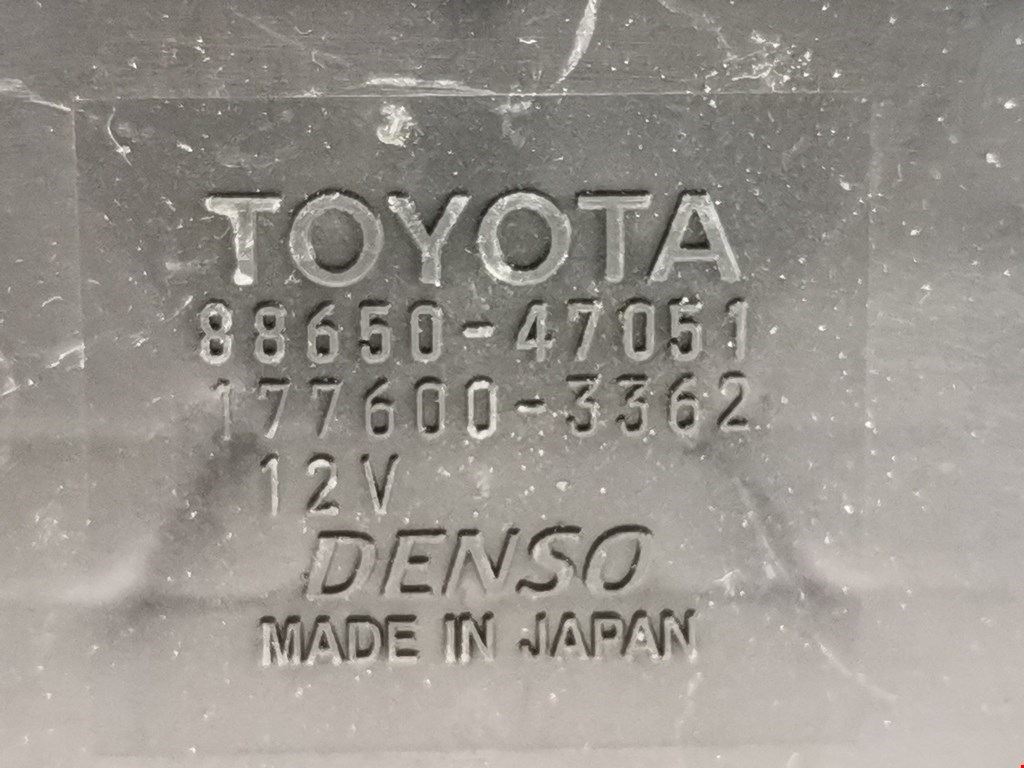 TOYOTA
88650-47051
177600-3362
12V
DENSO
MADE IN JAPAN